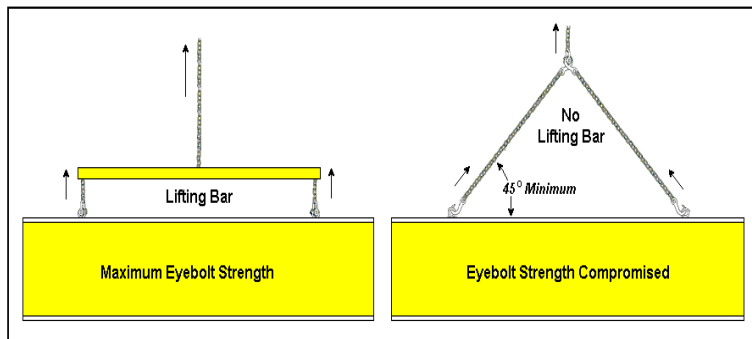 Lifting Bar
Maximum Eyebolt Strength
No
Lifting Bar
45° Minimum
Eyebolt Strength Compromised